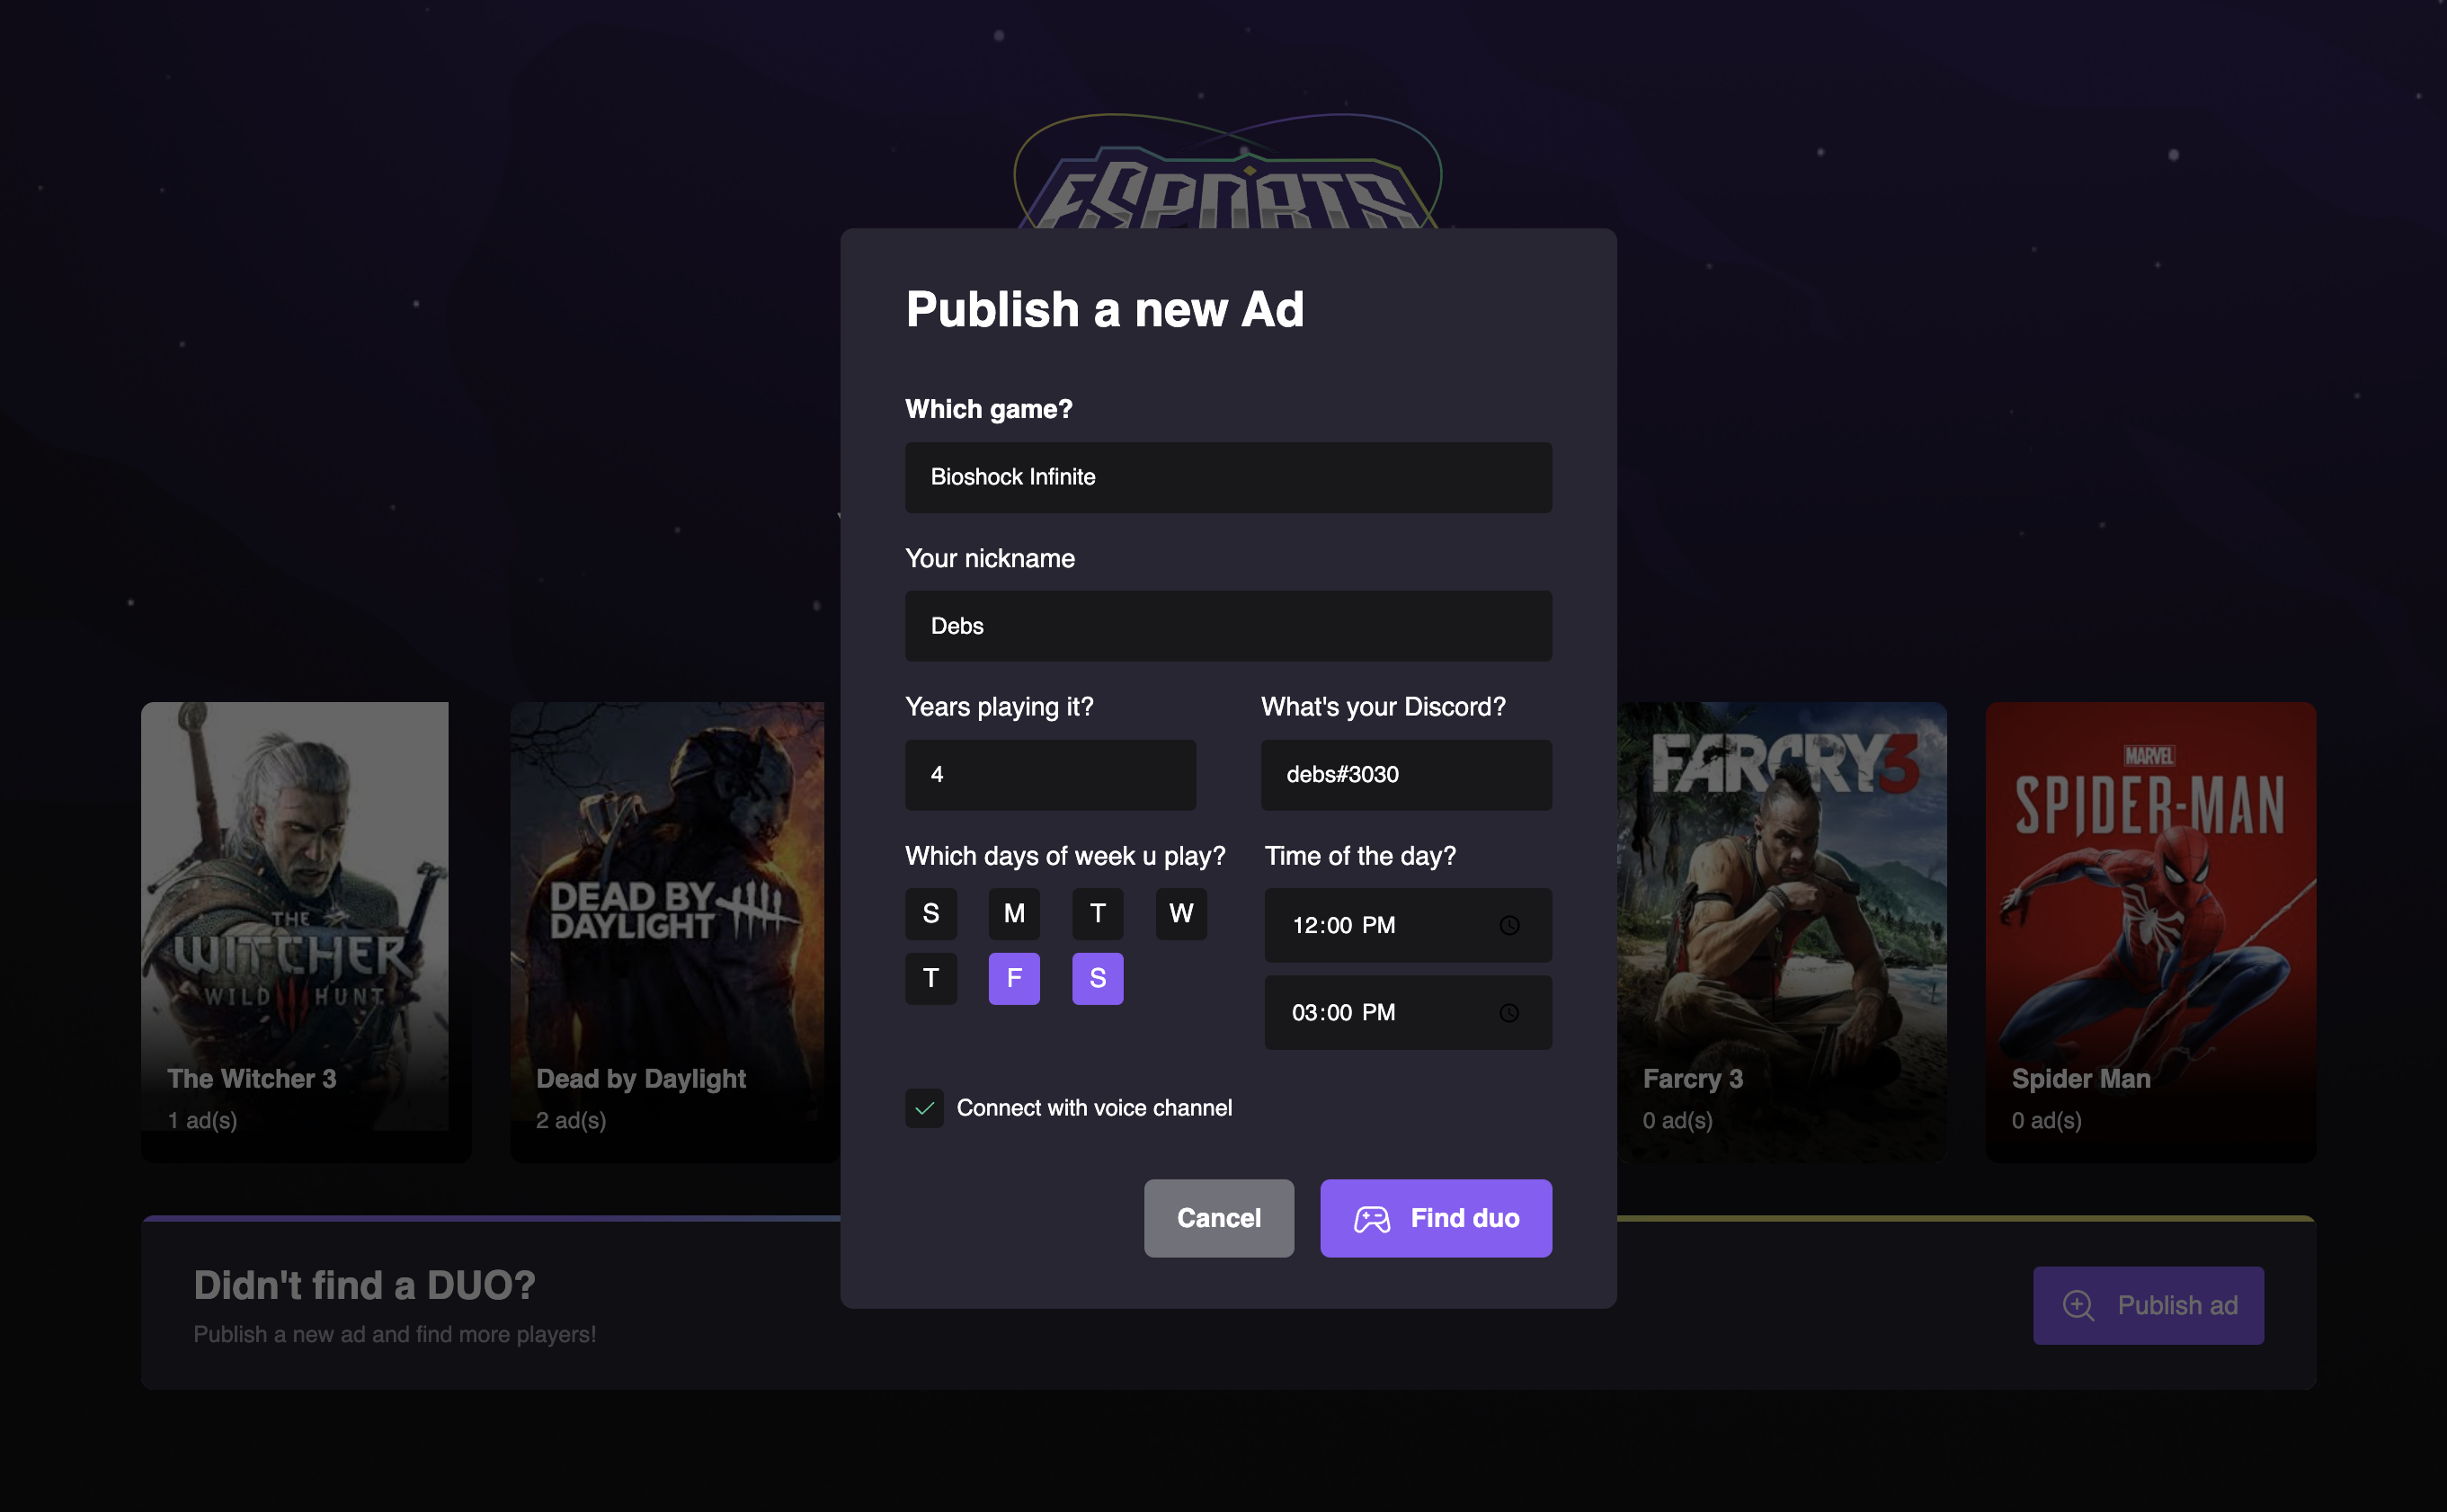 ESPORTS
Publish a new Ad
Which game?
Bioshock Infinite
Your nickname
Debs
Years playing it?
What's your Discord?
4
debs#3030
Which days of week u play?
Time of the day?
S M T W
12:00 PM
T F S
03:00 PM
Connect with voice channel
Cancel
Find duo
THE
WITCHER
WILD HUNT
The Witcher 3
1 ad(s)
DEAD BY
DAYLIGHT
Dead by Daylight
2 ad(s)
FARCRY3
Farcry 3
0 ad(s)
MARVEL
SPIDER-MAN
Spider Man
0 ad(s)
Didn't find a DUO?
Publish a new ad and find more players!
Publish ad